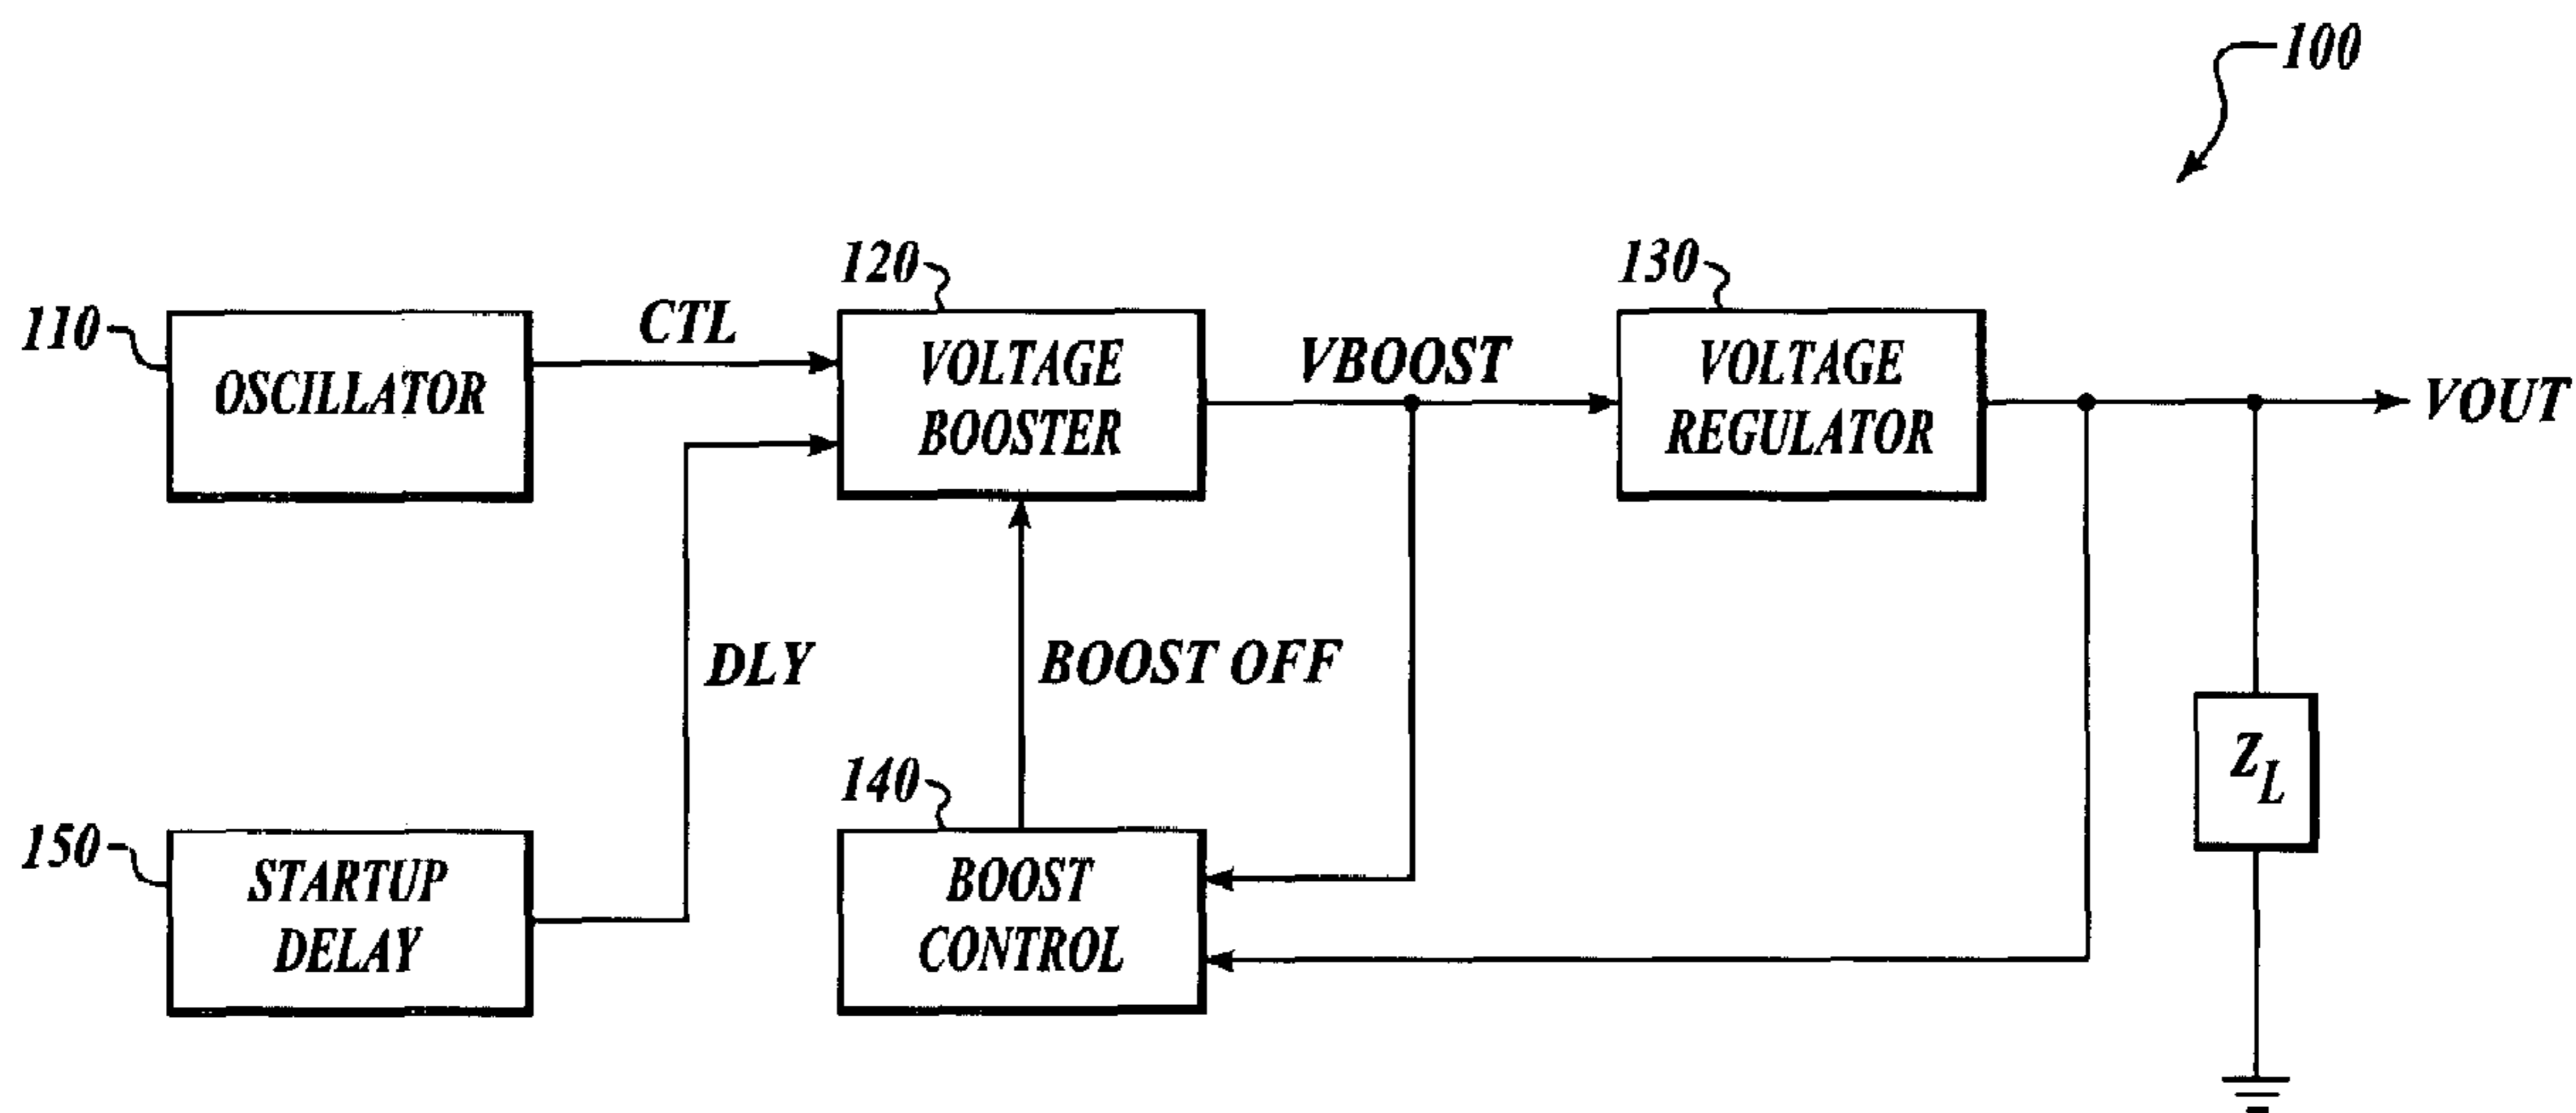 100
120
130
110
CTL
OSCILLATOR
VOLTAGE
BOOSTER
VBOOST
VOLTAGE
REGULATOR
VOUT
DLY
BOOST OFF
140
150
STARTUP
DELAY
BOOST
CONTROL
ZL